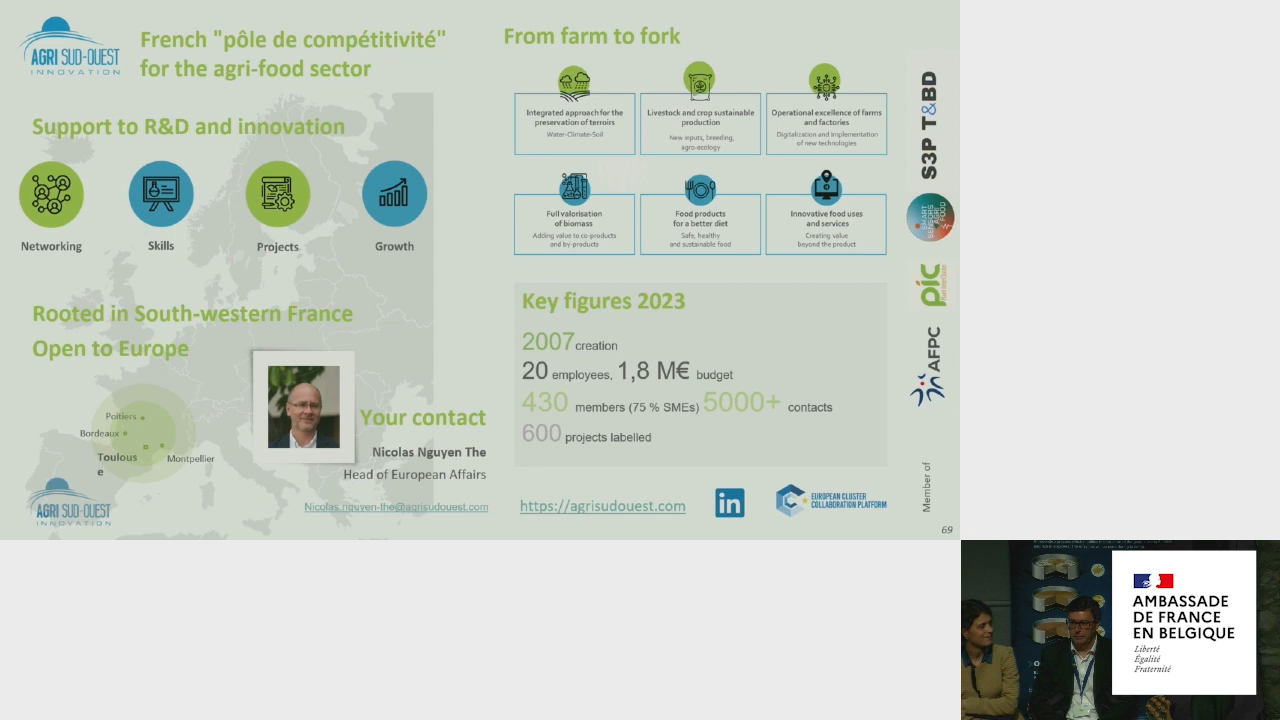 AGRI SUD-OUEST
INNOVATION
French "pôle de compétitivité"
for the agri-food sector
Support to R&D and innovation
Networking
Skills
Projects
Growth
Rooted in South-western France
Open to Europe
Poitiers
Bordeaux
Toulous
e
Montpellier
Your contact
Nicolas Nguyen The
Head of European Affairs
Nicolas.nguyen-the@agrisudouest.com
AGRI SUD-OUEST
INNOVATION
From farm to fork
Integrated approach for the
preservation of terroirs
Water-Climate-Soil
Livestock and crop sustainable
production
New inputs, breeding,
agro-ecology
Operational excellence of farms
and factories
Digitalization and implementation
of new technologies
Full valorisation
of biomass
Adding value to co-products
and by-products
Food products
for a better diet
Safe, healthy
and sustainable food
Innovative food uses
and services
Creating value
beyond the product
Key figures 2023
2007 creation
20 employees, 1,8 M€ budget
430 members (75 % SMEs) 5000+ contacts
600 projects labelled
https://agrisudouest.com
in
EUROPEAN CLUSTER
COLLABORATION PLATFORM
S3P T&BD
SMART
SENSORS
AGRI
FOOD
pic
AFPC
Member of
69
AMBASSADE
DE FRANCE
EN BELGIQUE
Liberté
Égalité
Fraternité